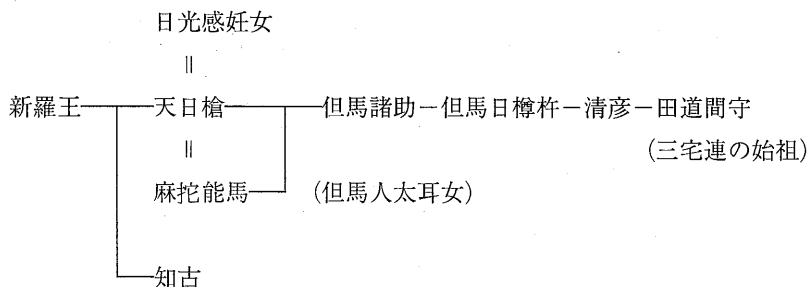 日光感妊女
||
新羅王 天日槍 但馬諸助－但馬日樽杵－清彦－田道間守
|| (三宅連の始祖)
麻拕能馬 (但馬人太耳女)
知古